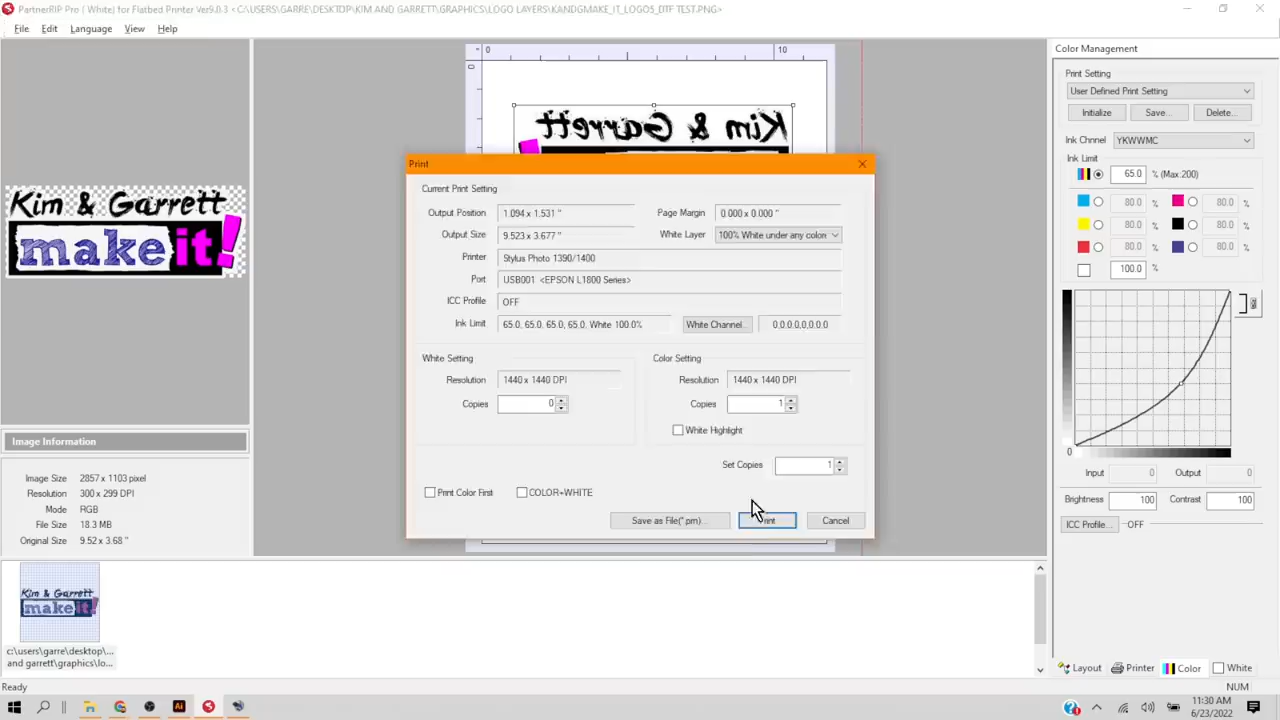 PartnerRIP Pro ( White) for Flatbed Printer Ver9.0.3 <C:\USERS\GARRE\DESKTOP\KIM AND GARRETT\GRAPHICS\LOGO LAYERS\KANDGMAKE_IT_LOGO5_DTF TEST.PNG>
File Edit Language View Help
0 10
Kim & Garrett
make it!
Kim & Garrett
Print
Current Print Setting
Output Position 1.094 x 1.531 " Page Margin 0.000 x 0.000 "
Output Size 9.523 x 3.677 " White Layer 100% White under any colors
Printer Stylus Photo 1390/1400
Port USB001 <EPSON L1800 Series>
ICC Profile OFF
Ink Limit 65.0, 65.0, 65.0, 65.0, White 100.0% White Channel... 0.0,0.0,0.0,0.0
White Setting Color Setting
Resolution 1440 x 1440 DPI Resolution 1440 x 1440 DPI
Copies 0 Copies 1
White Highlight
Set Copies 1
Print Color First COLOR+WHITE
Save as File(*.prn)... Print Cancel
Color Management
Print Setting
User Defined Print Setting
Initialize Save... Delete...
Ink Chnnel YKWWMC
Ink Limit
65.0 % (Max:200)
80.0 % 80.0 %
80.0 % 80.0 %
80.0 % 80.0 %
100.0 %
0
Input 0 Output 0
Brightness 100 Contrast 100
ICC Profile... OFF
Image Information
Image Size 2857 x 1103 pixel
Resolution 300 x 299 DPI
Mode RGB
File Size 18.3 MB
Original Size 9.52 x 3.68 "
Kim & Garrett
make it!
c:\users\garre\desktop\...
and garrett\graphics\lo...
Layout Printer Color White
Ready NUM
Ai
11:30 AM
6/23/2022